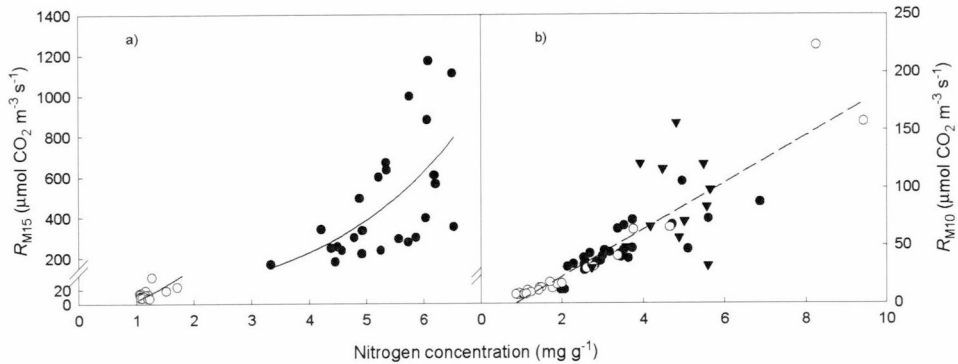 1400
1200
1000
800
600
400
200
20
0
R_M15 (µmol CO₂ m⁻³ s⁻¹)
a)
0 1 2 3 4 5 6
b)
0 2 4 6 8 10
250
200
150
100
50
0
R_M10 (µmol CO₂ m⁻³ s⁻¹)
Nitrogen concentration (mg g⁻¹)